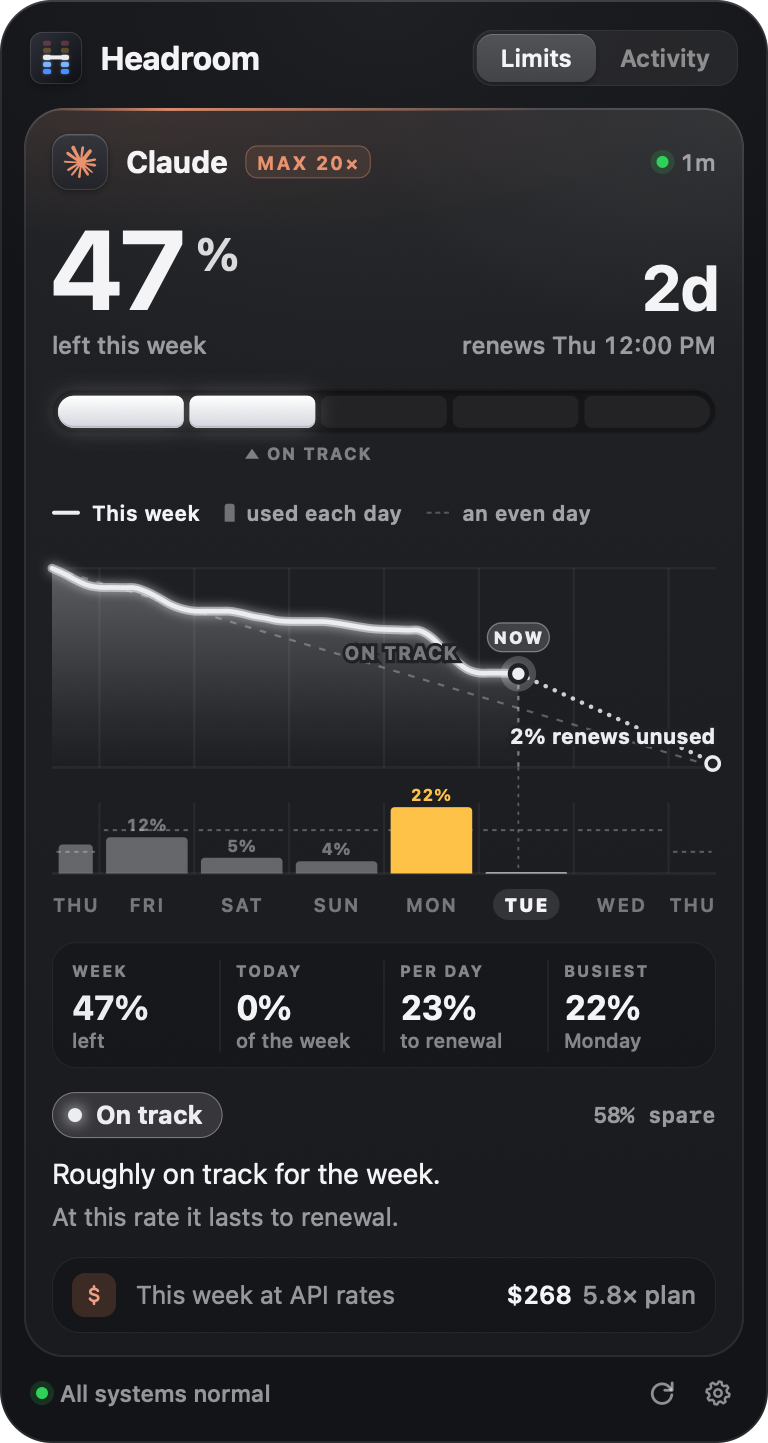 Headroom
Limits
Activity
Claude
MAX 20×
1m
47%
2d
left this week
renews Thu 12:00 PM
ON TRACK
This week
used each day
an even day
NOW
ON TRACK
2% renews unused
22%
12%
5%
4%
THU FRI SAT SUN MON TUE WED THU
WEEK
47%
left
TODAY
0%
of the week
PER DAY
23%
to renewal
BUSIEST
22%
Monday
On track
58% spare
Roughly on track for the week.
At this rate it lasts to renewal.
$ This week at API rates
$268 5.8× plan
All systems normal